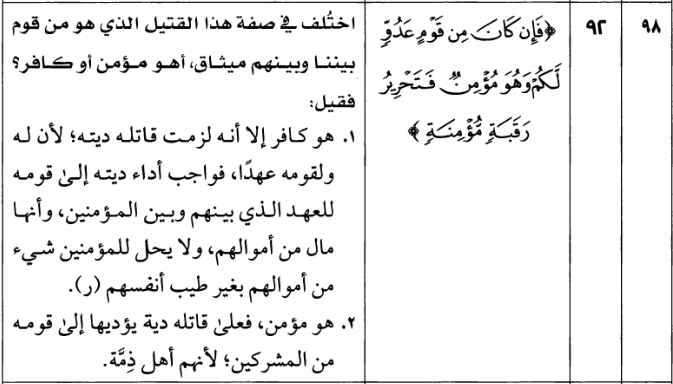 ٩٨
٩٢
﴿فَإِن كَانَ مِن قَوْمٍ عَدُوٍّ
لَّكُمْ وَهُوَ مُؤْمِنٌ فَتَحْرِيرُ
رَقَبَةٍ مُّؤْمِنَةٍ﴾
اختُلف في صفة هذا القتيل الذي هو من قوم
بيننا وبينهم ميثاق، أهو مؤمن أو كافر؟
فقيل:
١. هو كافر إلا أنه لزمت قاتله ديته؛ لأن له
ولقومه عهدًا، فواجب أداء ديته إلىٰ قومه
للعهد الذي بينهم وبين المؤمنين، وأنها
مال من أموالهم، ولا يحل للمؤمنين شيء
من أموالهم بغير طيب أنفسهم (ر).
٢. هو مؤمن، فعلىٰ قاتله دية يؤديها إلىٰ قومه
من المشركين؛ لأنهم أهل ذِمَّة.